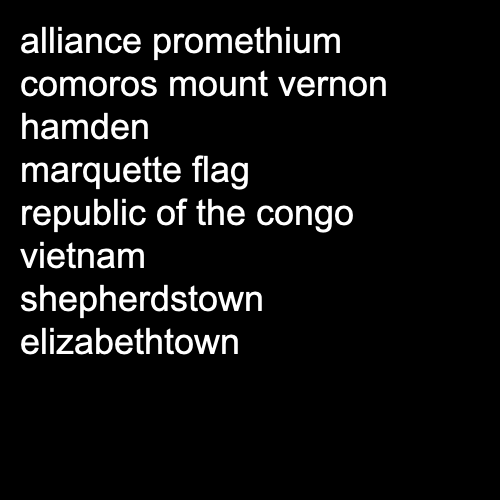 alliance promethium
comoros mount vernon
hamden
marquette flag
republic of the congo
vietnam
shepherdstown
elizabethtown